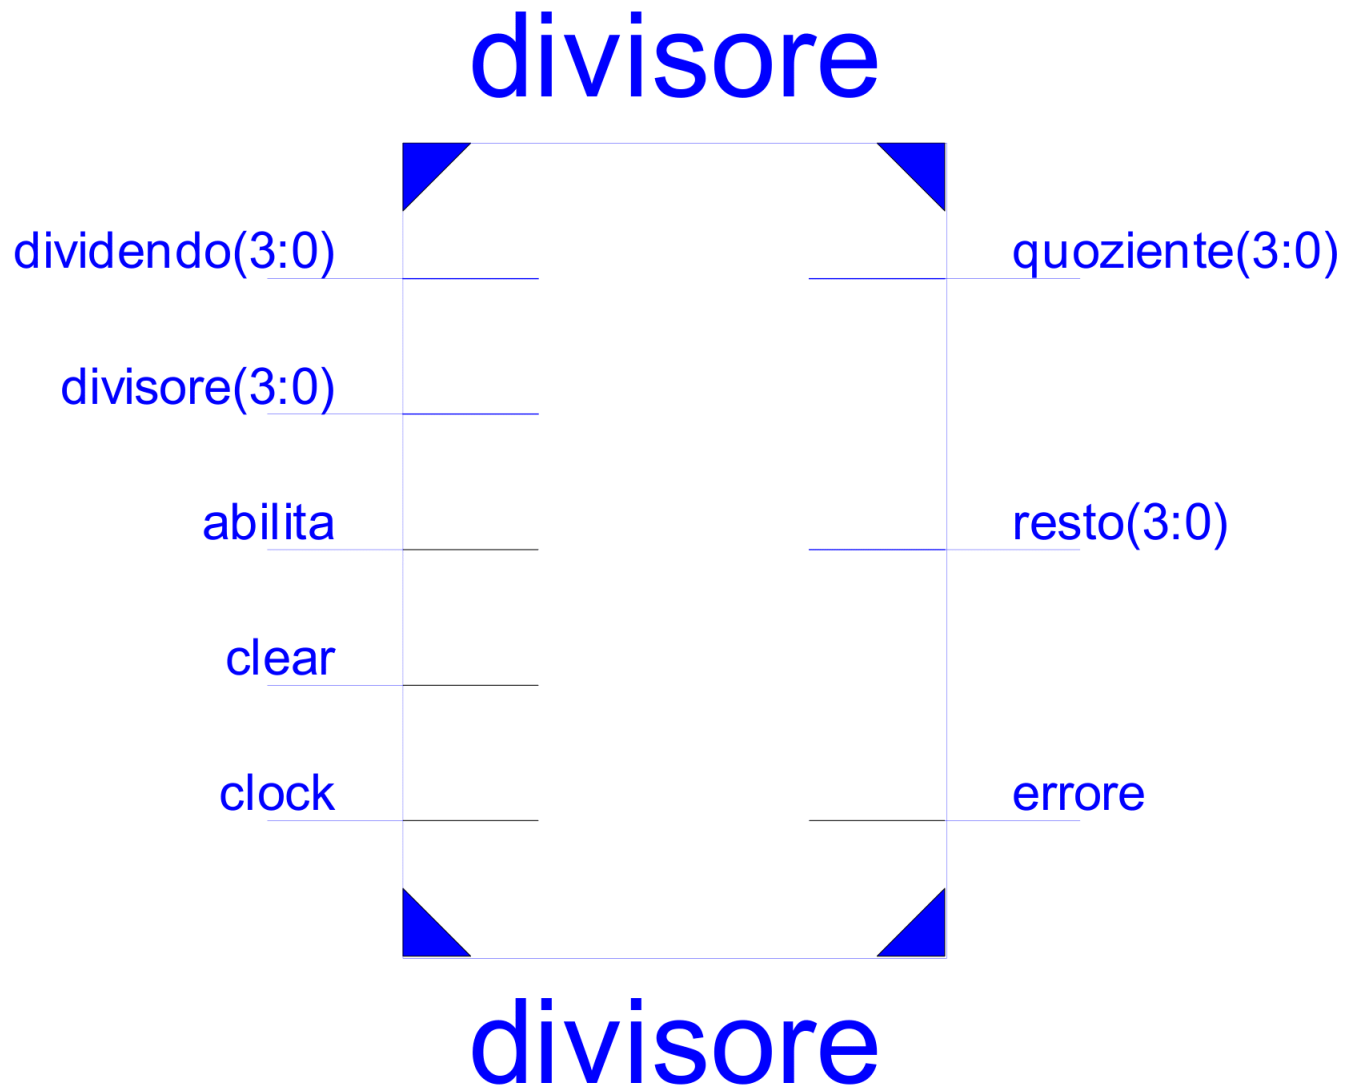 divisore
dividendo(3:0)
quoziente(3:0)
divisore(3:0)
abilita
resto(3:0)
clear
clock
errore
divisore